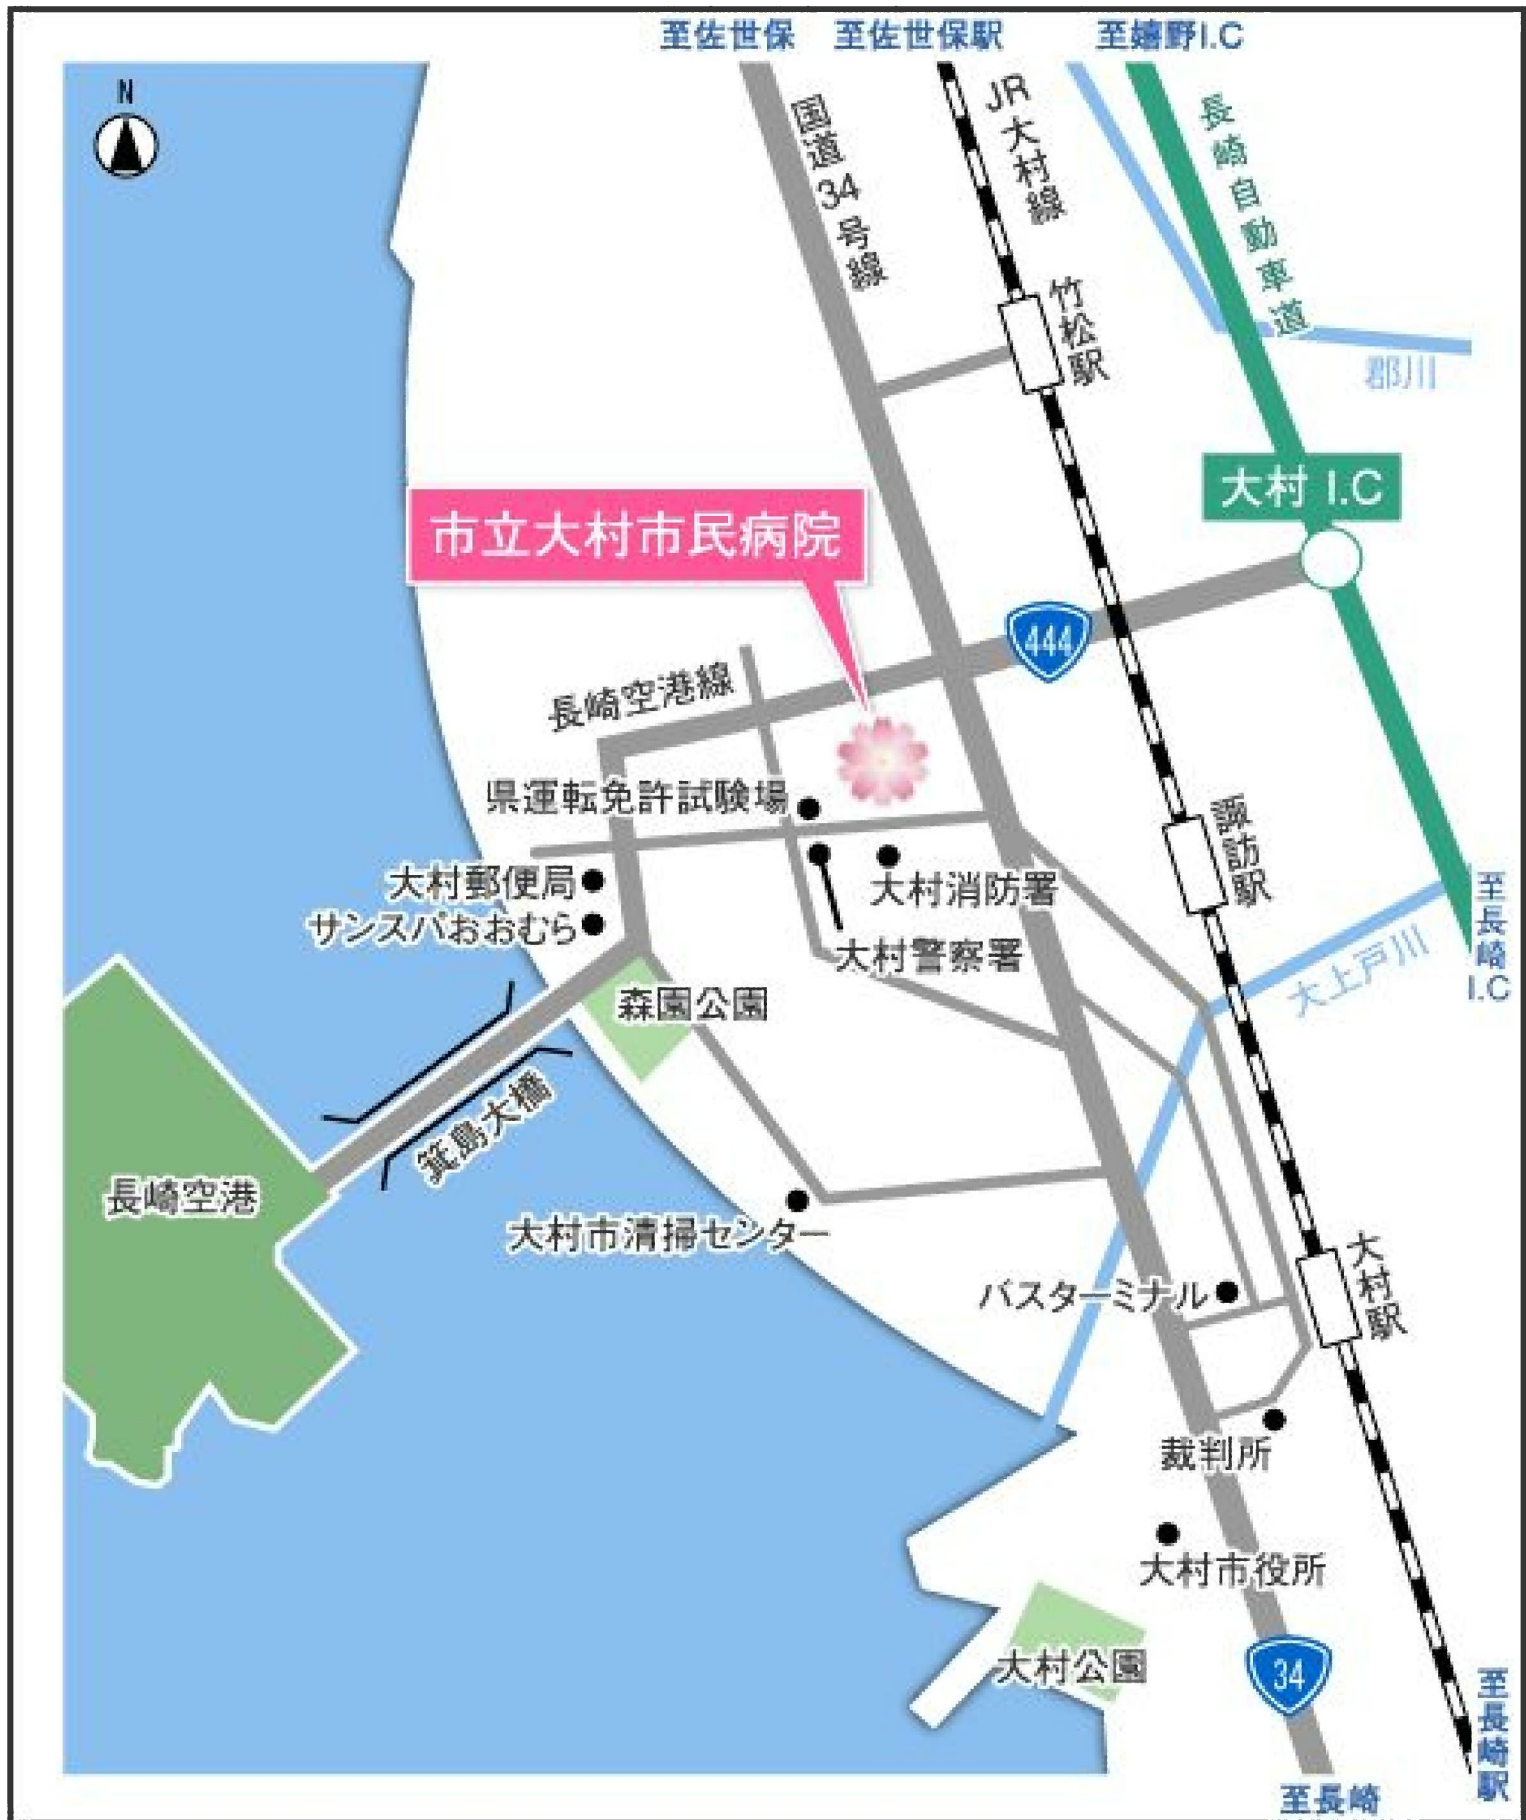 至佐世保
至佐世保駅
至嬉野I.C
N
国道34号線
JR大村線
長崎自動車道
竹松駅
郡川
大村 I.C
市立大村市民病院
444
長崎空港線
県運転免許試験場
諏訪駅
大村郵便局
大村消防署
至長崎I.C
サンスパおおむら
大村警察署
大上戸川
森園公園
箕島大橋
長崎空港
大村市清掃センター
バスターミナル
大村駅
裁判所
大村市役所
大村公園
34
至長崎駅
至長崎